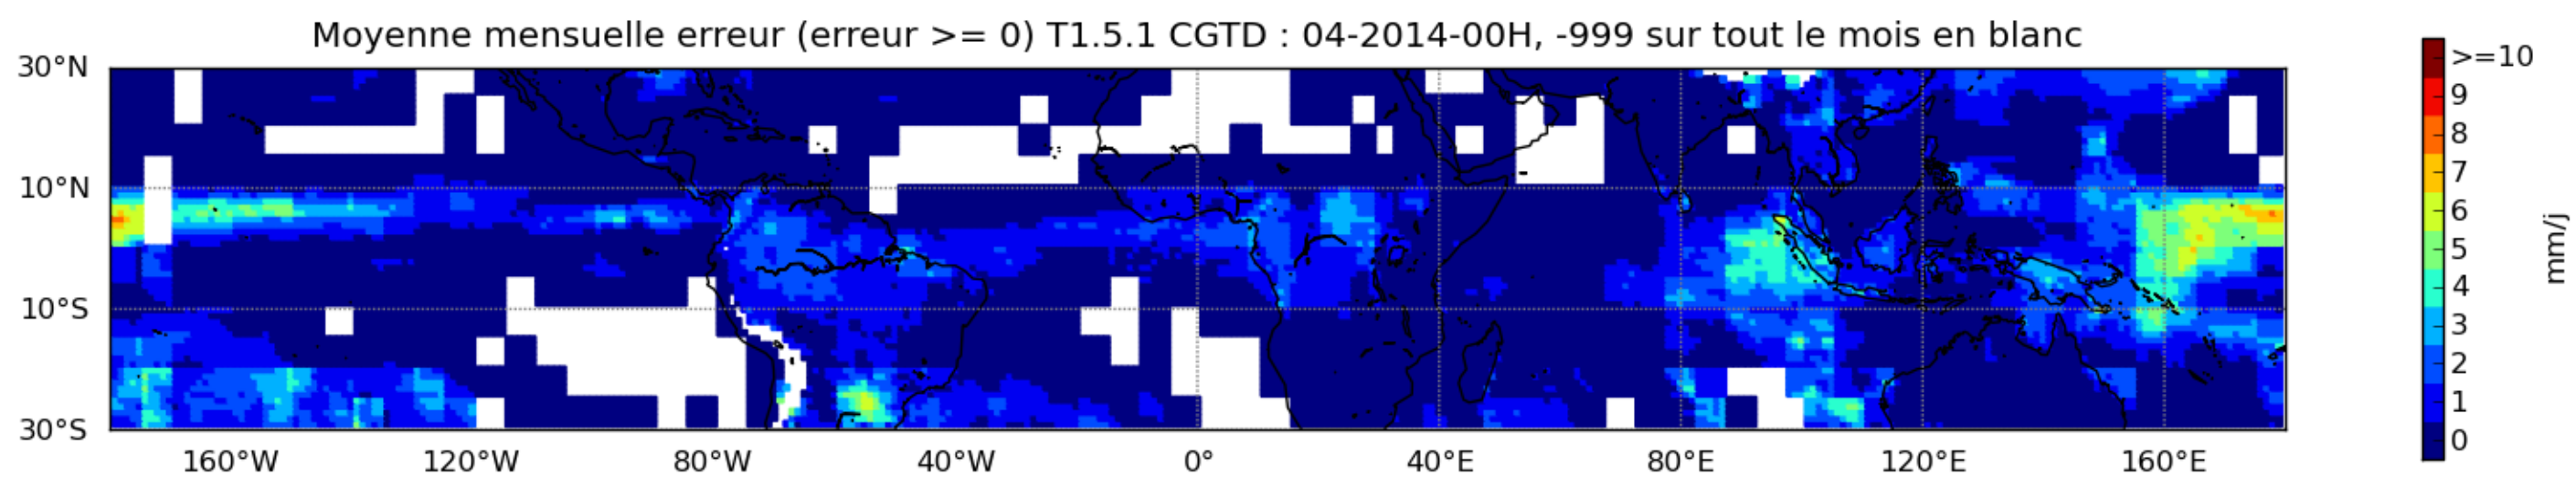 Moyenne mensuelle erreur (erreur >= 0) T1.5.1 CGTD : 04-2014-00H, -999 sur tout le mois en blanc
30°N
10°N
10°S
30°S
160°W 120°W 80°W 40°W 0° 40°E 80°E 120°E 160°E
>=10
9
8
7
6
5
4
3
2
1
0
mm/j